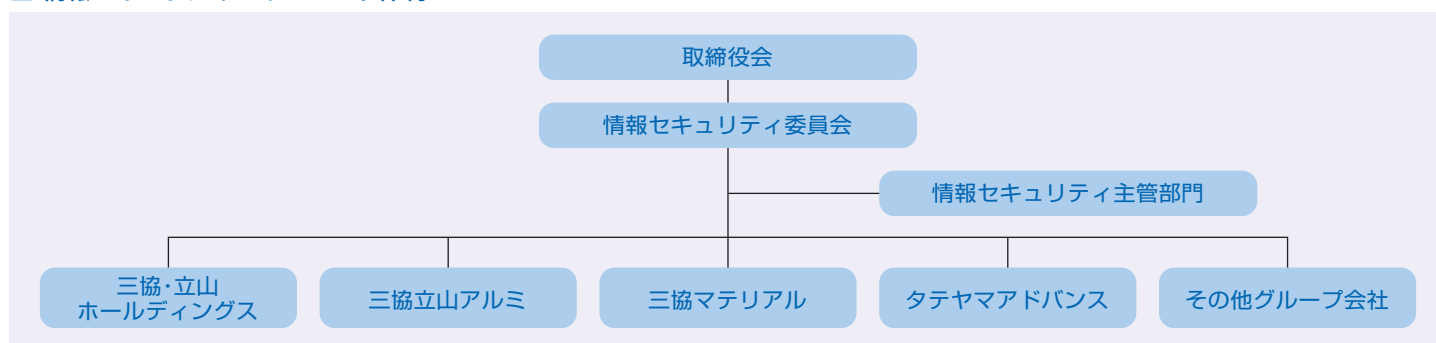 取締役会
情報セキュリティ委員会
情報セキュリティ主管部門
三協・立山
ホールディングス
三協立山アルミ
三協マテリアル
タテヤマアドバンス
その他グループ会社